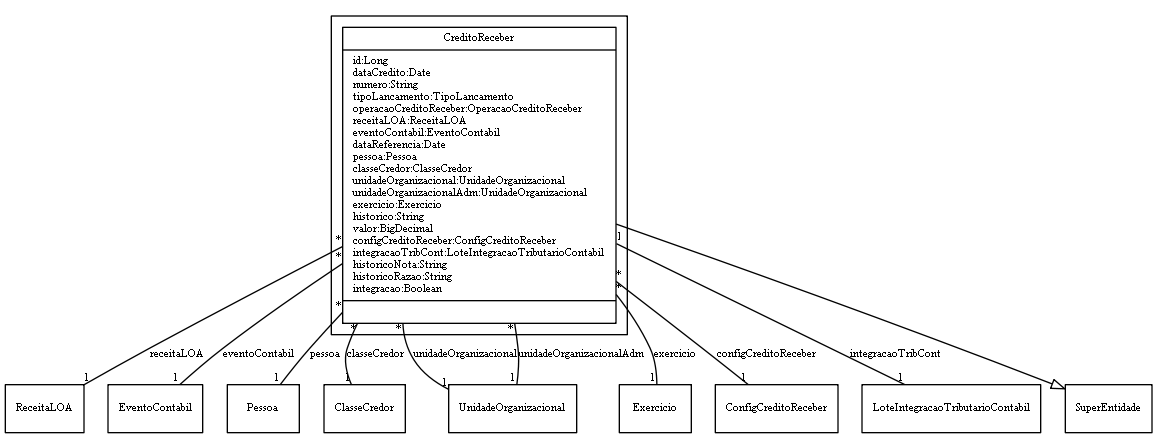 CreditoReceber
id:Long
dataCredito:Date
numero:String
tipoLancamento:TipoLancamento
operacaoCreditoReceber:OperacaoCreditoReceber
receitaLOA:ReceitaLOA
eventoContabil:EventoContabil
dataReferencia:Date
pessoa:Pessoa
classeCredor:ClasseCredor
unidadeOrganizacional:UnidadeOrganizacional
unidadeOrganizacionalAdm:UnidadeOrganizacional
exercicio:Exercicio
historico:String
valor:BigDecimal
configCreditoReceber:ConfigCreditoReceber
integracaoTribCont:LoteIntegracaoTributarioContabil
historicoNota:String
historicoRazao:String
integracao:Boolean
* 1
*
*
*
* * * *
receitaLOA eventoContabil pessoa classeCredor unidadeOrganizacional unidadeOrganizacionalAdm exercicio configCreditoReceber integracaoTribCont
1 1 1 1 1 1 1 1 1
ReceitaLOA EventoContabil Pessoa ClasseCredor UnidadeOrganizacional Exercicio ConfigCreditoReceber LoteIntegracaoTributarioContabil SuperEntidade